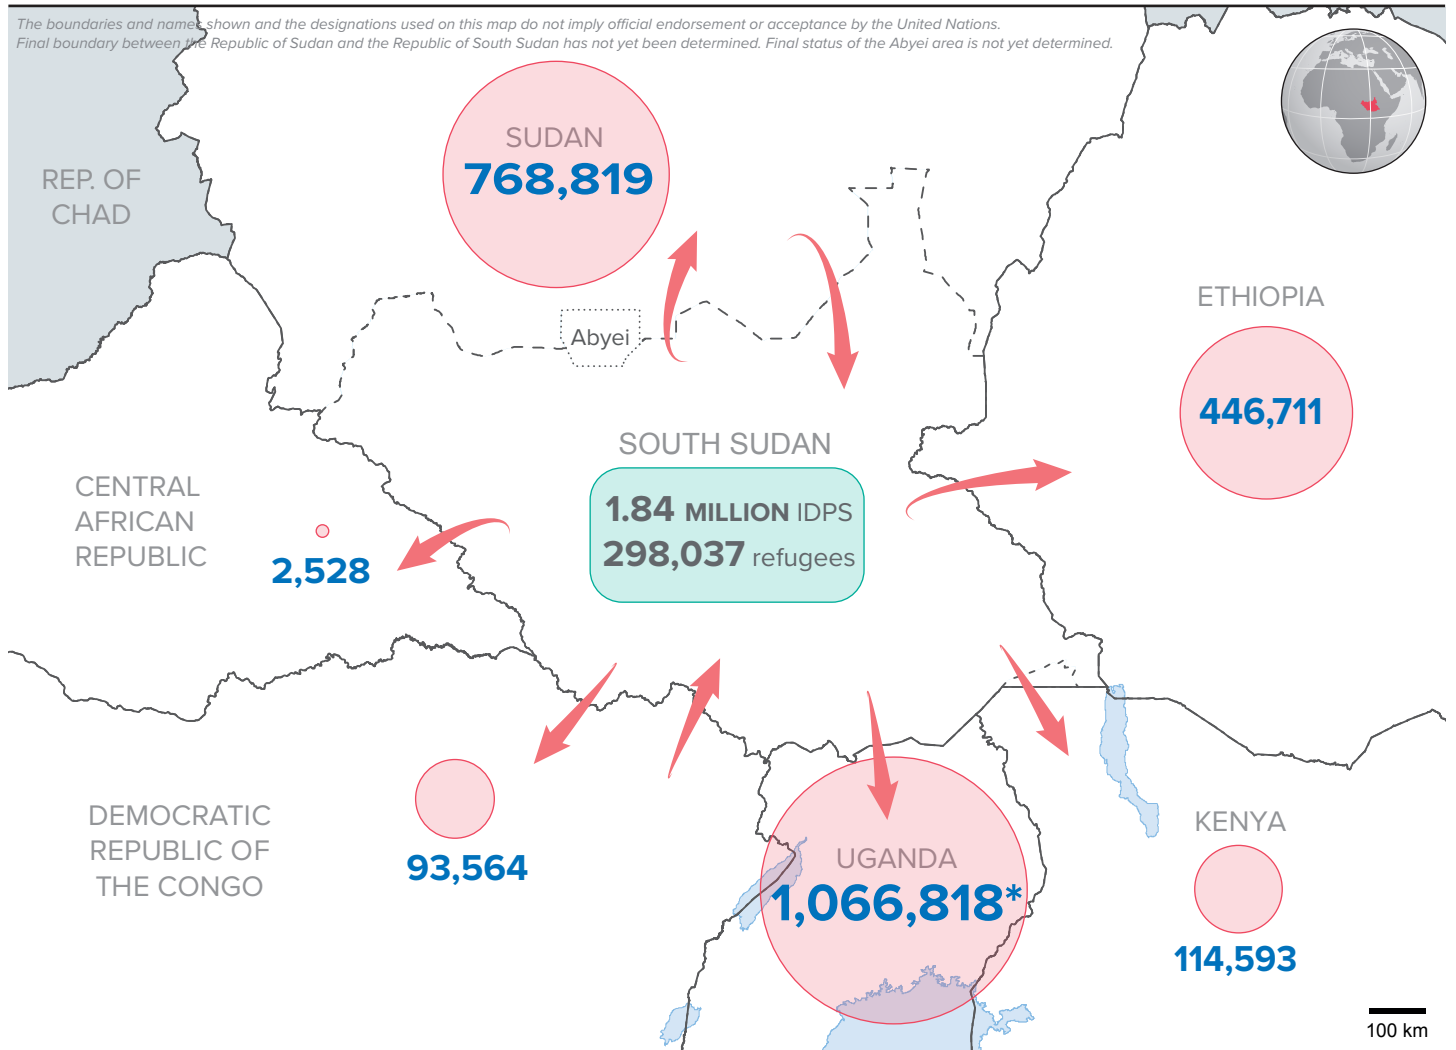 The boundaries and names shown and the designations used on this map do not imply official endorsement or acceptance by the United Nations.
Final boundary between the Republic of Sudan and the Republic of South Sudan has not yet been determined. Final status of the Abyei area is not yet determined.
SUDAN
768,819
REP. OF
CHAD
ETHIOPIA
446,711
Abyei
SOUTH SUDAN
1.84 MILLION IDPS
298,037 refugees
CENTRAL
AFRICAN
REPUBLIC
2,528
DEMOCRATIC
REPUBLIC OF
THE CONGO
93,564
UGANDA
1,066,818*
KENYA
114,593
100 km